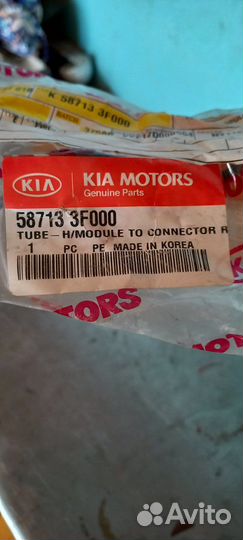 K 58713 3F000
KIA KIA MOTORS
Genuine Parts
58713 3F000
TUBE-H/MODULE TO CONNECTOR R
1 PC PE MADE IN KOREA
MOTORS
Avito